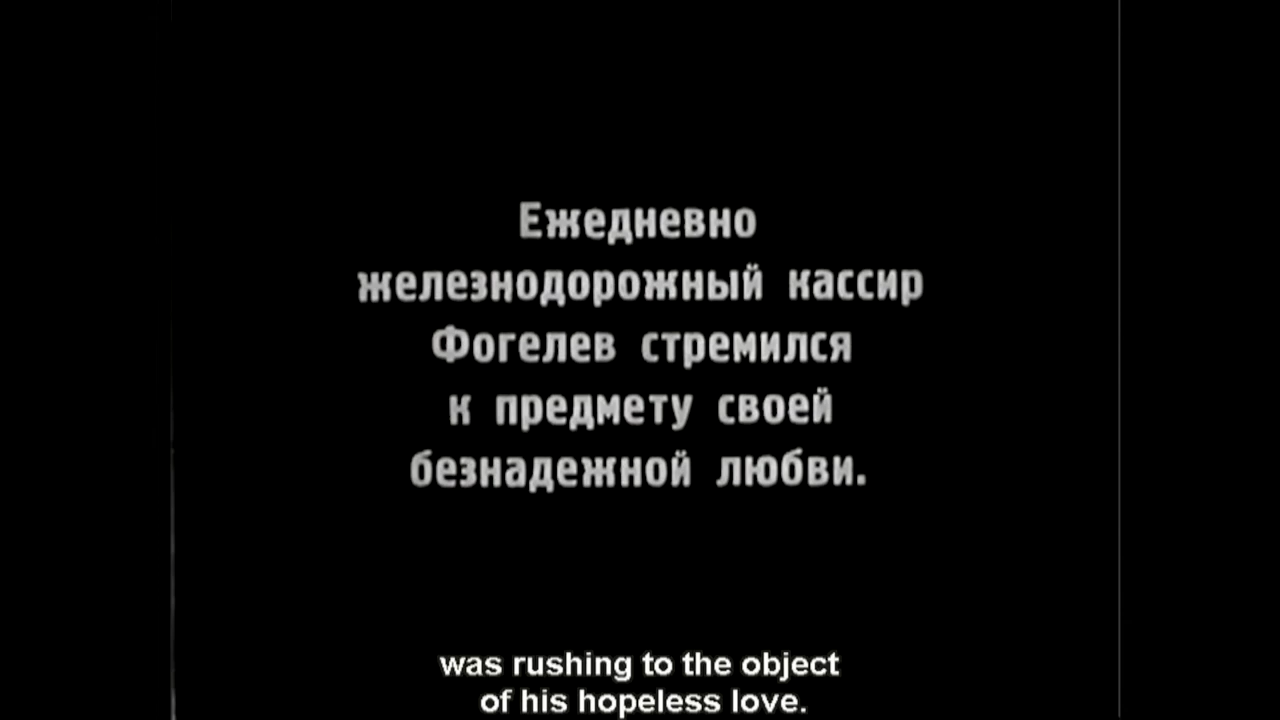 Ежедневно
железнодорожный кассир
Фогелев стремился
к предмету своей
безнадежной любви.
was rushing to the object
of his hopeless love.